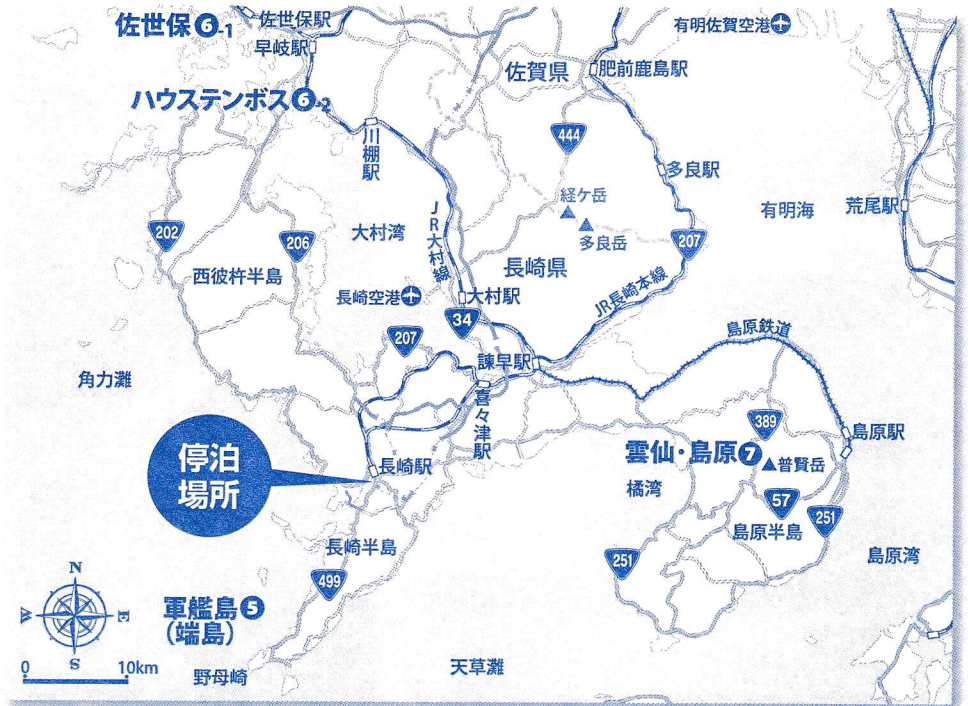 佐世保❻-1
佐世保駅
早岐駅
有明佐賀空港
佐賀県
肥前鹿島駅
ハウステンボス❻-2
川棚駅
444
多良駅
経ケ岳
多良岳
有明海
荒尾駅
202
206
大村湾
JR大村線
207
西彼杵半島
長崎県
長崎空港
大村駅
JR長崎本線
34
207
島原鉄道
諫早駅
角力灘
喜々津駅
389
島原駅
停泊
場所
長崎駅
雲仙・島原❼
普賢岳
橘湾
57
251
島原半島
長崎半島
251
島原湾
499
N
W
E
S
軍艦島❺
(端島)
0
10km
野母崎
天草灘